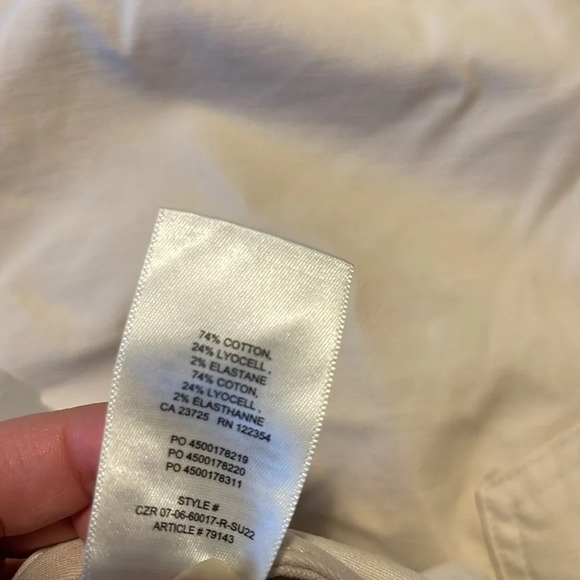 74% COTTON,
24% LYOCELL ,
2% ELASTANE
74% COTON,
24% LYOCELL ,
2% ÉLASTHANNE
CA 23725 RN 122354
PO 4500178219
PO 4500178220
PO 4500178311
STYLE #
CZR 07-06-60017-R-SU22
ARTICLE # 79143